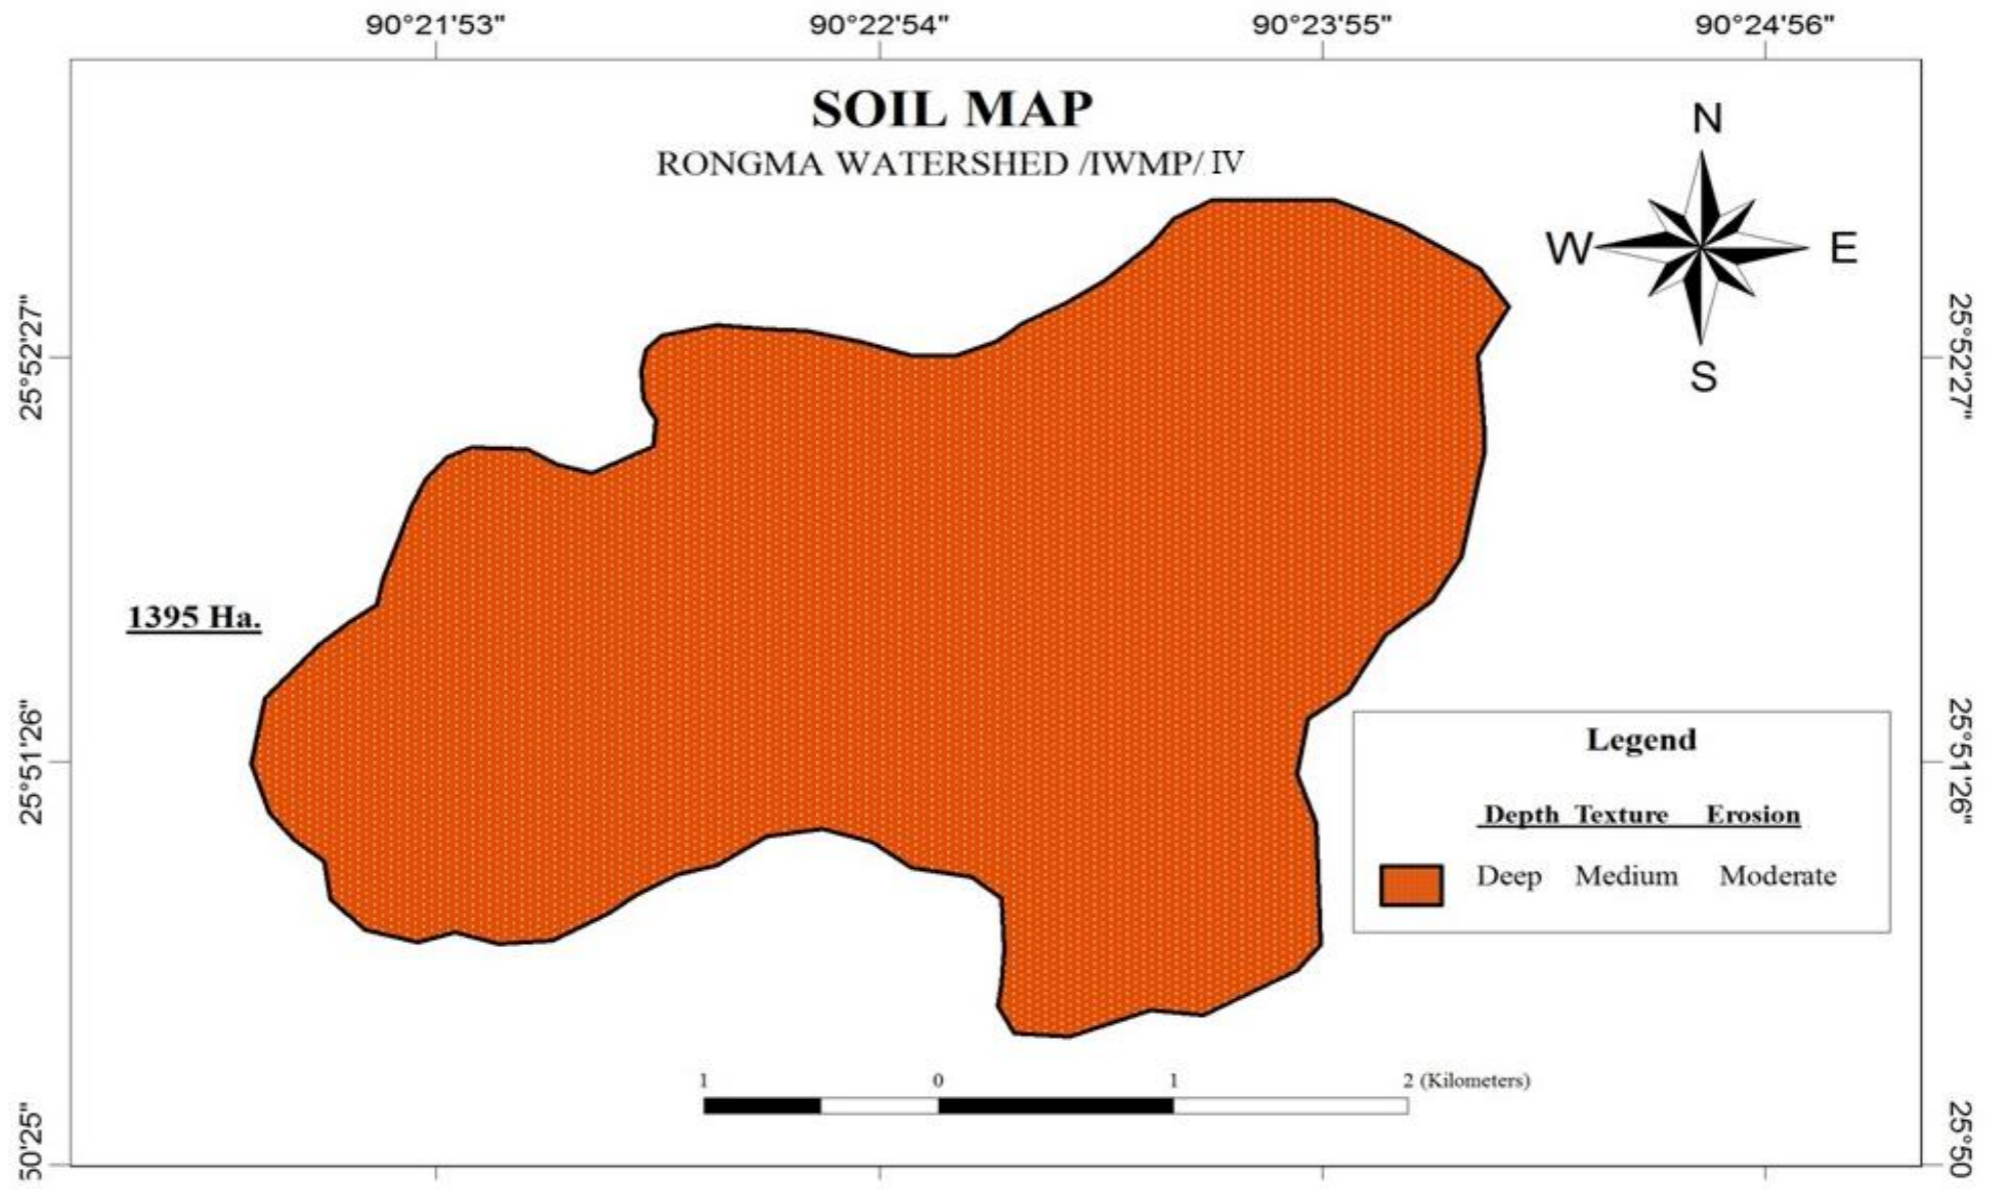 90°21'53" 90°22'54" 90°23'55" 90°24'56"
SOIL MAP
RONGMA WATERSHED /IWMP/ IV
N
W E
S
25°52'27" 25°52'27"
1395 Ha.
25°51'26" 25°51'26"
Legend
Depth Texture Erosion
Deep Medium Moderate
1 0 1 2 (Kilometers)
50'25" 25°50